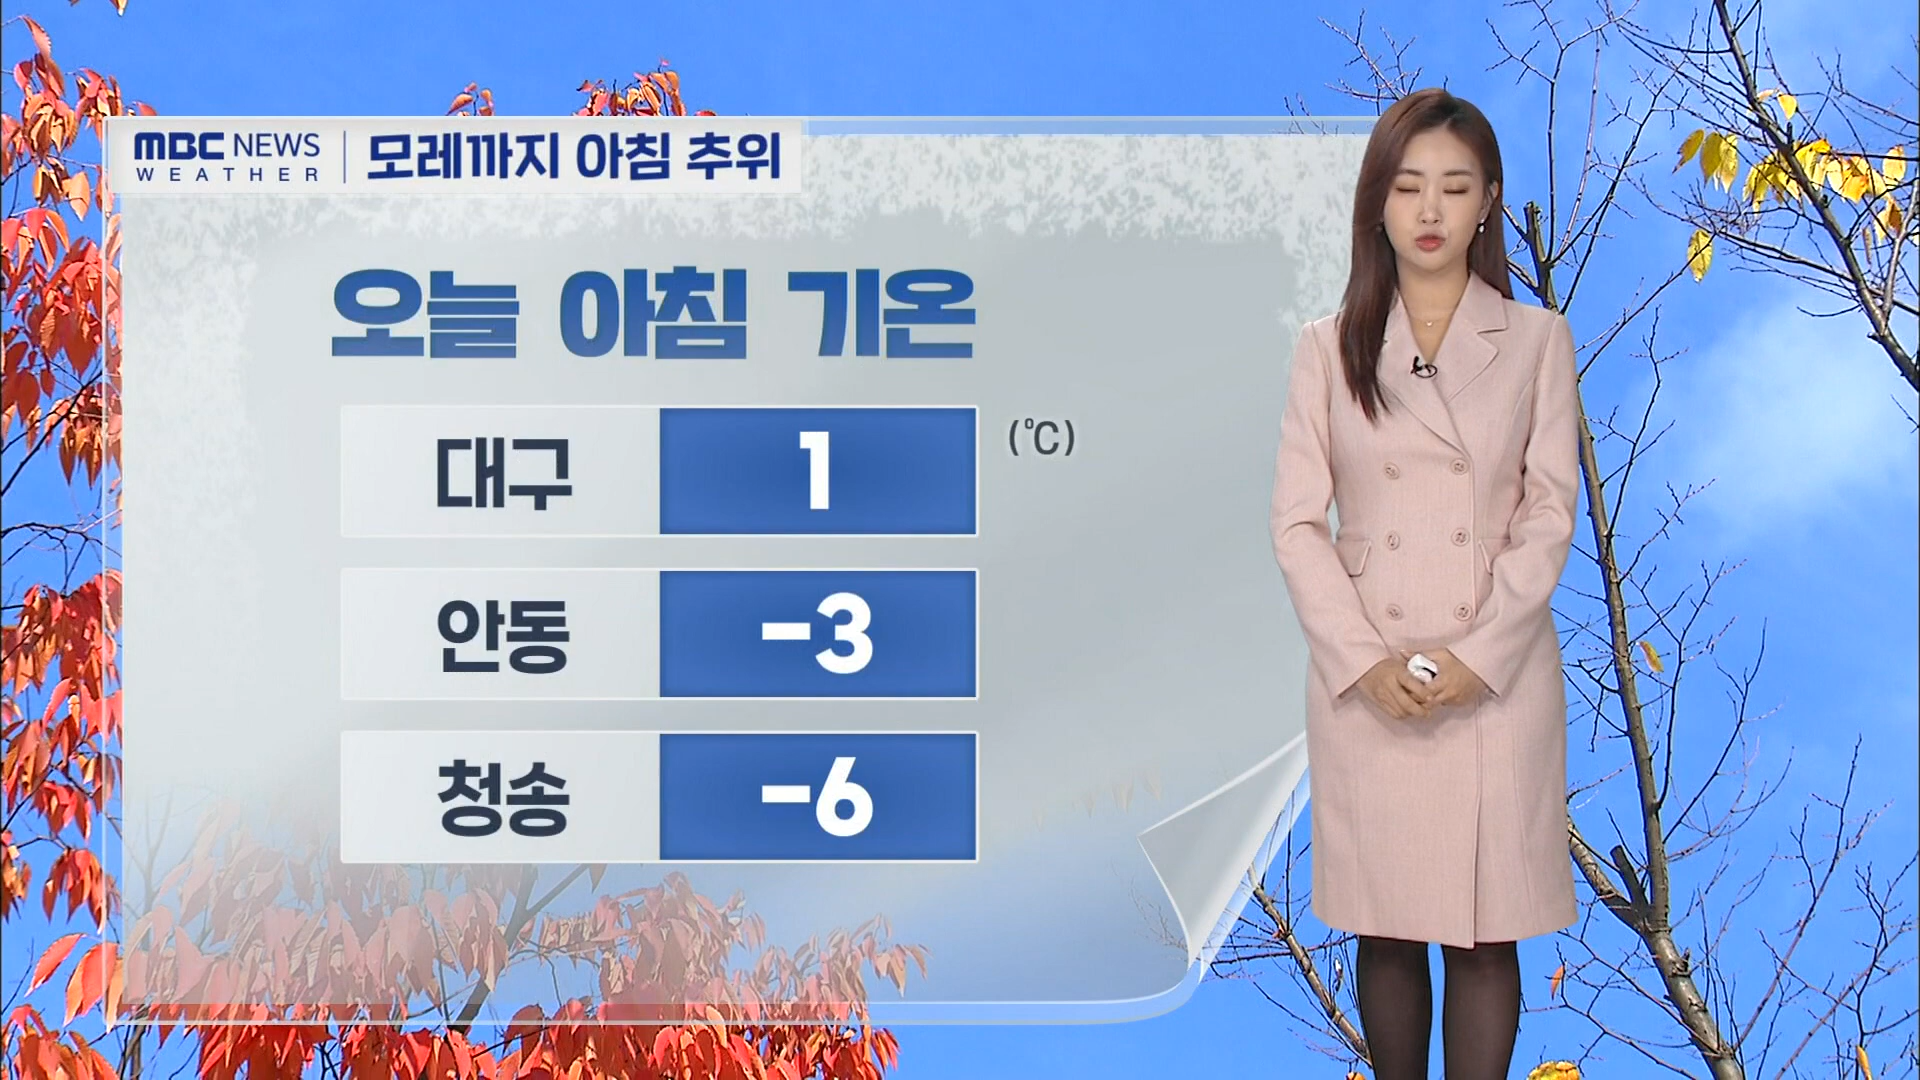 MBC NEWS
WEATHER
모레까지 아침 추위
오늘 아침 기온
(℃)
대구 1
안동 -3
청송 -6